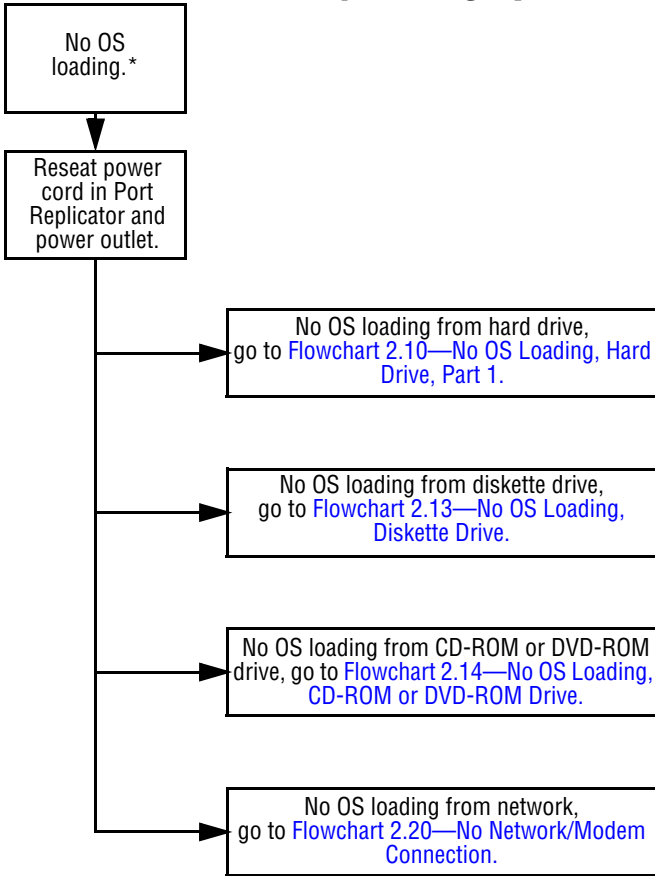 No OS
loading.*
Reseat power
cord in Port
Replicator and
power outlet.
No OS loading from hard drive,
go to Flowchart 2.10—No OS Loading, Hard
Drive, Part 1.
No OS loading from diskette drive,
go to Flowchart 2.13—No OS Loading,
Diskette Drive.
No OS loading from CD-ROM or DVD-ROM
drive, go to Flowchart 2.14—No OS Loading,
CD-ROM or DVD-ROM Drive.
No OS loading from network,
go to Flowchart 2.20—No Network/Modem
Connection.